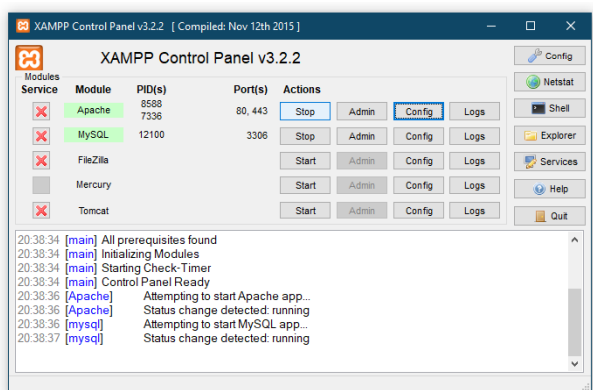 XAMPP Control Panel v3.2.2 [ Compiled: Nov 12th 2015 ]
XAMPP Control Panel v3.2.2
Config
Modules
Service Module PID(s) Port(s) Actions
Netstat
Apache 8588 7336 80, 443 Stop Admin Config Logs
Shell
MySQL 12100 3306 Stop Admin Config Logs
Explorer
FileZilla Start Admin Config Logs
Services
Mercury Start Admin Config Logs
Help
Tomcat Start Admin Config Logs
Quit
20:38:34 [main] All prerequisites found
20:38:34 [main] Initializing Modules
20:38:34 [main] Starting Check-Timer
20:38:34 [main] Control Panel Ready
20:38:36 [Apache] Attempting to start Apache app...
20:38:36 [Apache] Status change detected: running
20:38:36 [mysql] Attempting to start MySQL app...
20:38:37 [mysql] Status change detected: running